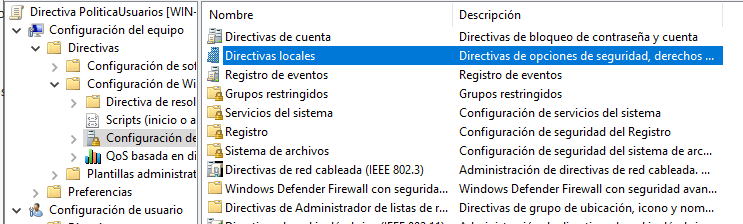 Directiva PoliticaUsuarios [WIN-
Configuración del equipo
Directivas
Configuración de sof
Configuración de Wi
Directiva de resol
Scripts (inicio o a
Configuración de
QoS basada en di
Plantillas administrat
Preferencias
Configuración de usuario
Nombre Descripción
Directivas de cuenta Directivas de bloqueo de contraseña y cuenta
Directivas locales Directivas de opciones de seguridad, derechos ...
Registro de eventos Registro de eventos
Grupos restringidos Grupos restringidos
Servicios del sistema Configuración de servicios del sistema
Registro Configuración de seguridad del Registro
Sistema de archivos Configuración de seguridad del sistema de arc...
Directivas de red cableada (IEEE 802.3) Administración de directivas de red cableada. ...
Windows Defender Firewall con segurida... Windows Defender Firewall con seguridad avan...
Directivas de Administrador de listas de r... Directivas de grupo de ubicación, icono y nom...